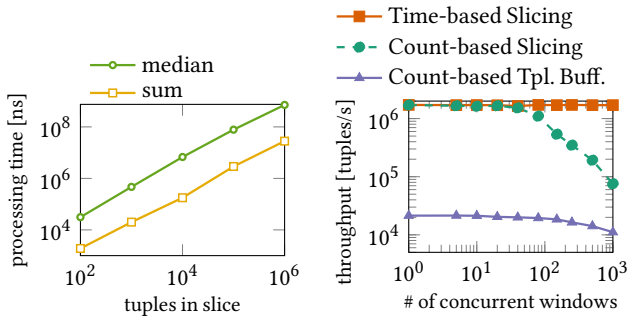 median
sum
processing time [ns]
10^8
10^6
10^4
10^2
10^4
10^6
tuples in slice
Time-based Slicing
Count-based Slicing
Count-based Tpl. Buff.
throughput [tuples/s]
10^6
10^5
10^4
10^0
10^1
10^2
10^3
# of concurrent windows